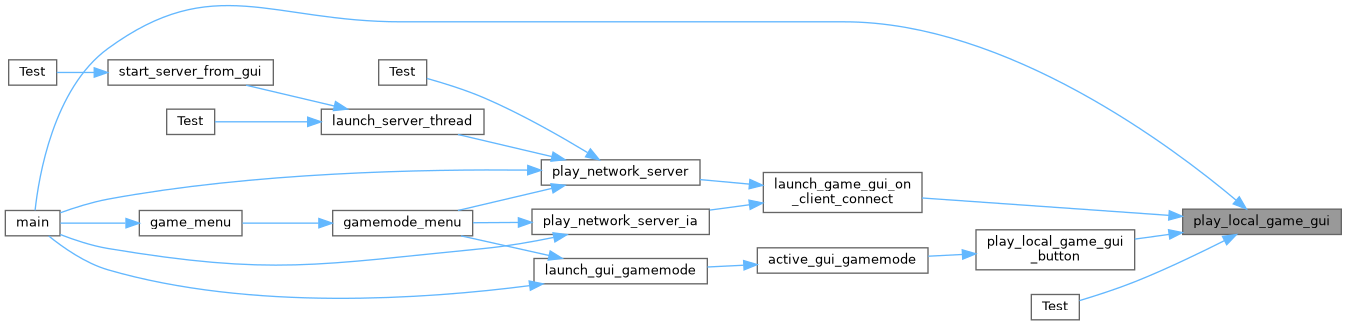 Test
start_server_from_gui
Test
Test
launch_server_thread
play_network_server
launch_game_gui_on
_client_connect
main
game_menu
gamemode_menu
play_network_server_ia
play_local_game_gui
play_local_game_gui
_button
launch_gui_gamemode
active_gui_gamemode
Test